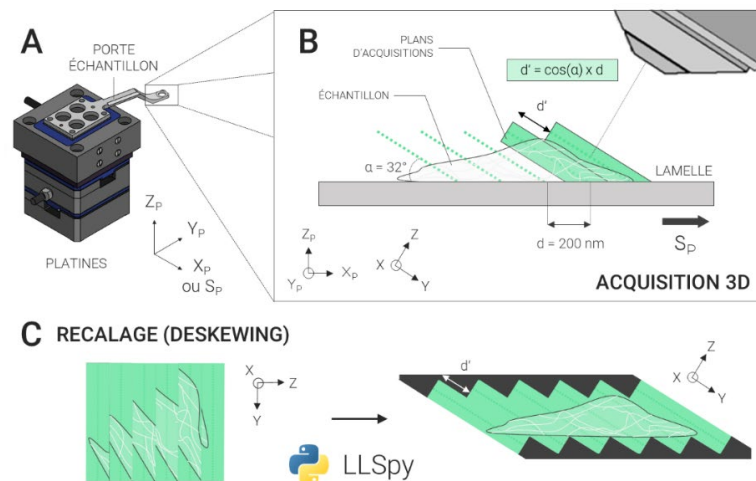 A
PORTE
ÉCHANTILLON
Z_P
Y_P
X_P
ou S_P
PLATINES
B
PLANS
D'ACQUISITIONS
d' = cos(α) x d
ÉCHANTILLON
d'
α = 32°
LAMELLE
d = 200 nm
S_P
Z_P
Y_P
X_P
Z
X
Y
ACQUISITION 3D
C RECALAGE (DESKEWING)
X
Z
Y
d'
Z
X
Y
LLSpy